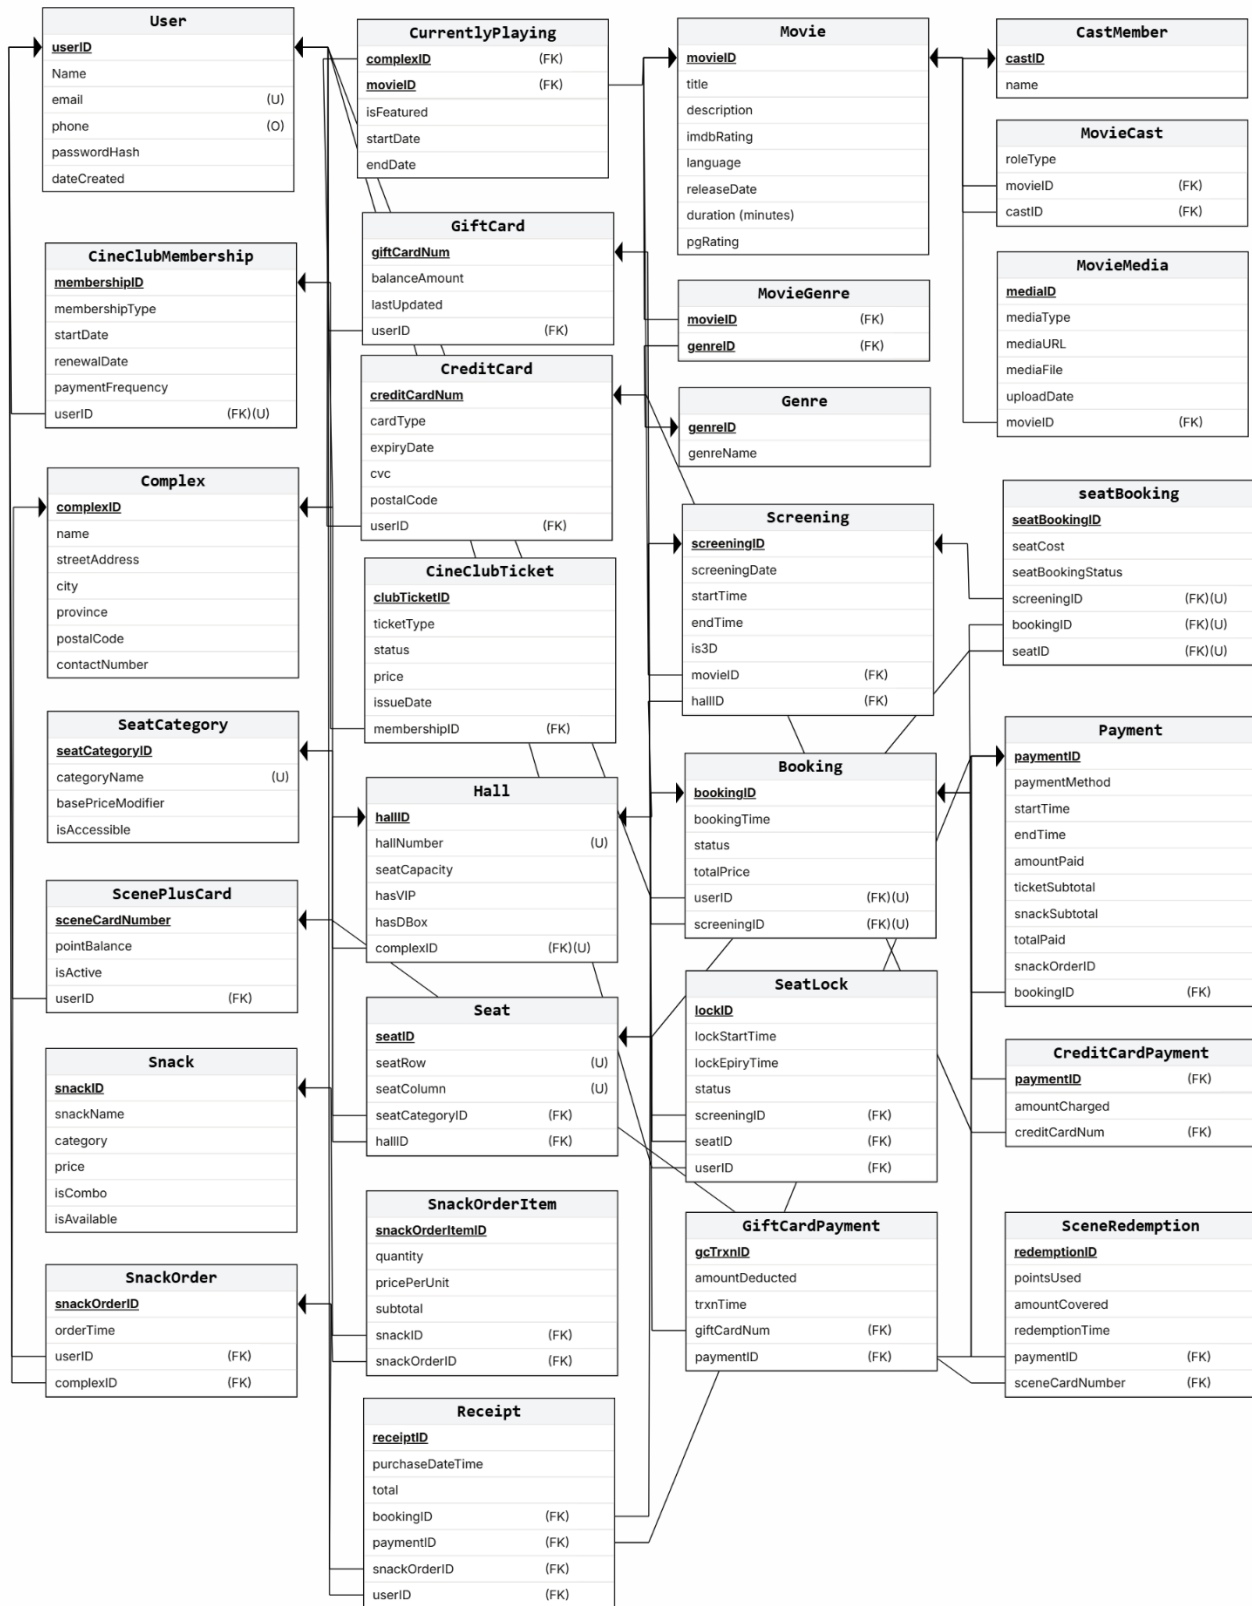 User
userID
Name
email (U)
phone (O)
passwordHash
dateCreated
CineClubMembership
membershipID
membershipType
startDate
renewalDate
paymentFrequency
userID (FK)(U)
Complex
complexID
name
streetAddress
city
province
postalCode
contactNumber
SeatCategory
seatCategoryID
categoryName (U)
basePriceModifier
isAccessible
ScenePlusCard
sceneCardNumber
pointBalance
isActive
userID (FK)
Snack
snackID
snackName
category
price
isCombo
isAvailable
SnackOrder
snackOrderID
orderTime
userID (FK)
complexID (FK)
CurrentlyPlaying
complexID (FK)
movieID (FK)
isFeatured
startDate
endDate
GiftCard
giftCardNum
balanceAmount
lastUpdated
userID (FK)
CreditCard
creditCardNum
cardType
expiryDate
cvc
postalCode
userID (FK)
CineClubTicket
clubTicketID
ticketType
status
price
issueDate
membershipID (FK)
Hall
hallID
hallNumber (U)
seatCapacity
hasVIP
hasDBox
complexID (FK)(U)
Seat
seatID
seatRow (U)
seatColumn (U)
seatCategoryID (FK)
hallID (FK)
SnackOrderItem
snackOrderItemID
quantity
pricePerUnit
subtotal
snackID (FK)
snackOrderID (FK)
Receipt
receiptID
purchaseDateTime
total
bookingID (FK)
paymentID (FK)
snackOrderID (FK)
userID (FK)
Movie
movieID
title
description
imdbRating
language
releaseDate
duration (minutes)
pgRating
MovieGenre
movieID (FK)
genreID (FK)
Genre
genreID
genreName
Screening
screeningID
screeningDate
startTime
endTime
is3D
movieID (FK)
hallID (FK)
Booking
bookingID
bookingTime
status
totalPrice
userID (FK)(U)
screeningID (FK)(U)
SeatLock
lockID
lockStartTime
lockEpiryTime
status
screeningID (FK)
seatID (FK)
userID (FK)
GiftCardPayment
gcTrxnID
amountDeducted
trxnTime
giftCardNum (FK)
paymentID (FK)
CastMember
castID
name
MovieCast
roleType
movieID (FK)
castID (FK)
MovieMedia
mediaID
mediaType
mediaURL
mediaFile
uploadDate
movieID (FK)
seatBooking
seatBookingID
seatCost
seatBookingStatus
screeningID (FK)(U)
bookingID (FK)(U)
seatID (FK)(U)
Payment
paymentID
paymentMethod
startTime
endTime
amountPaid
ticketSubtotal
snackSubtotal
totalPaid
snackOrderID
bookingID (FK)
CreditCardPayment
paymentID (FK)
amountCharged
creditCardNum (FK)
SceneRedemption
redemptionID
pointsUsed
amountCovered
redemptionTime
paymentID (FK)
sceneCardNumber (FK)